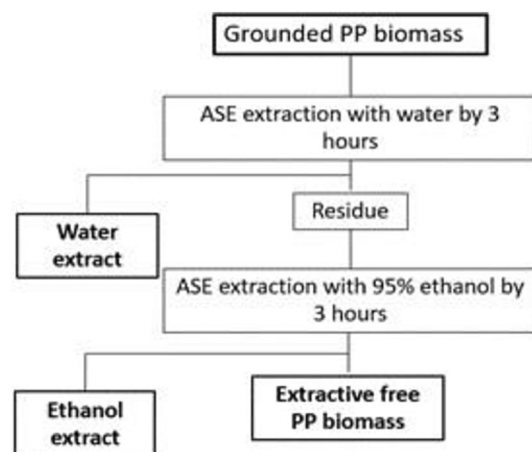 Grounded PP biomass
ASE extraction with water by 3
hours
Residue
Water
extract
ASE extraction with 95% ethanol by
3 hours
Ethanol
extract
Extractive free
PP biomass